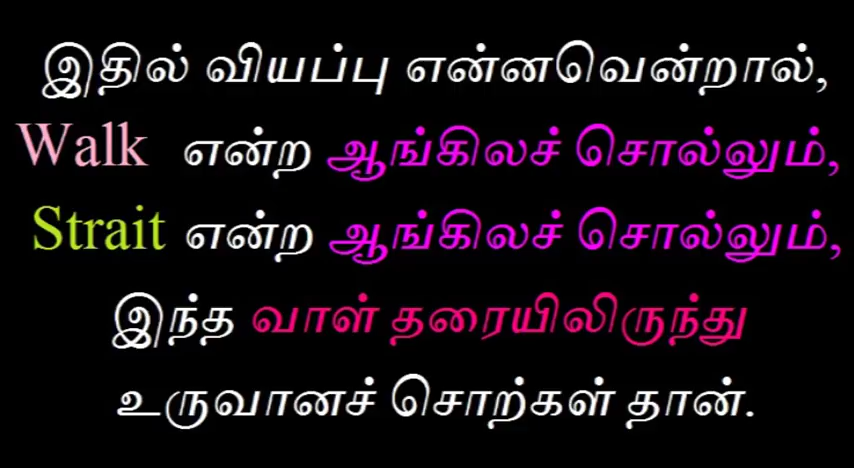 இதில் வியப்பு என்னவென்றால்,
Walk என்ற ஆங்கிலச் சொல்லும்,
Strait என்ற ஆங்கிலச் சொல்லும்,
இந்த வாள் தரையிலிருந்து
உருவானச் சொற்கள் தான்.